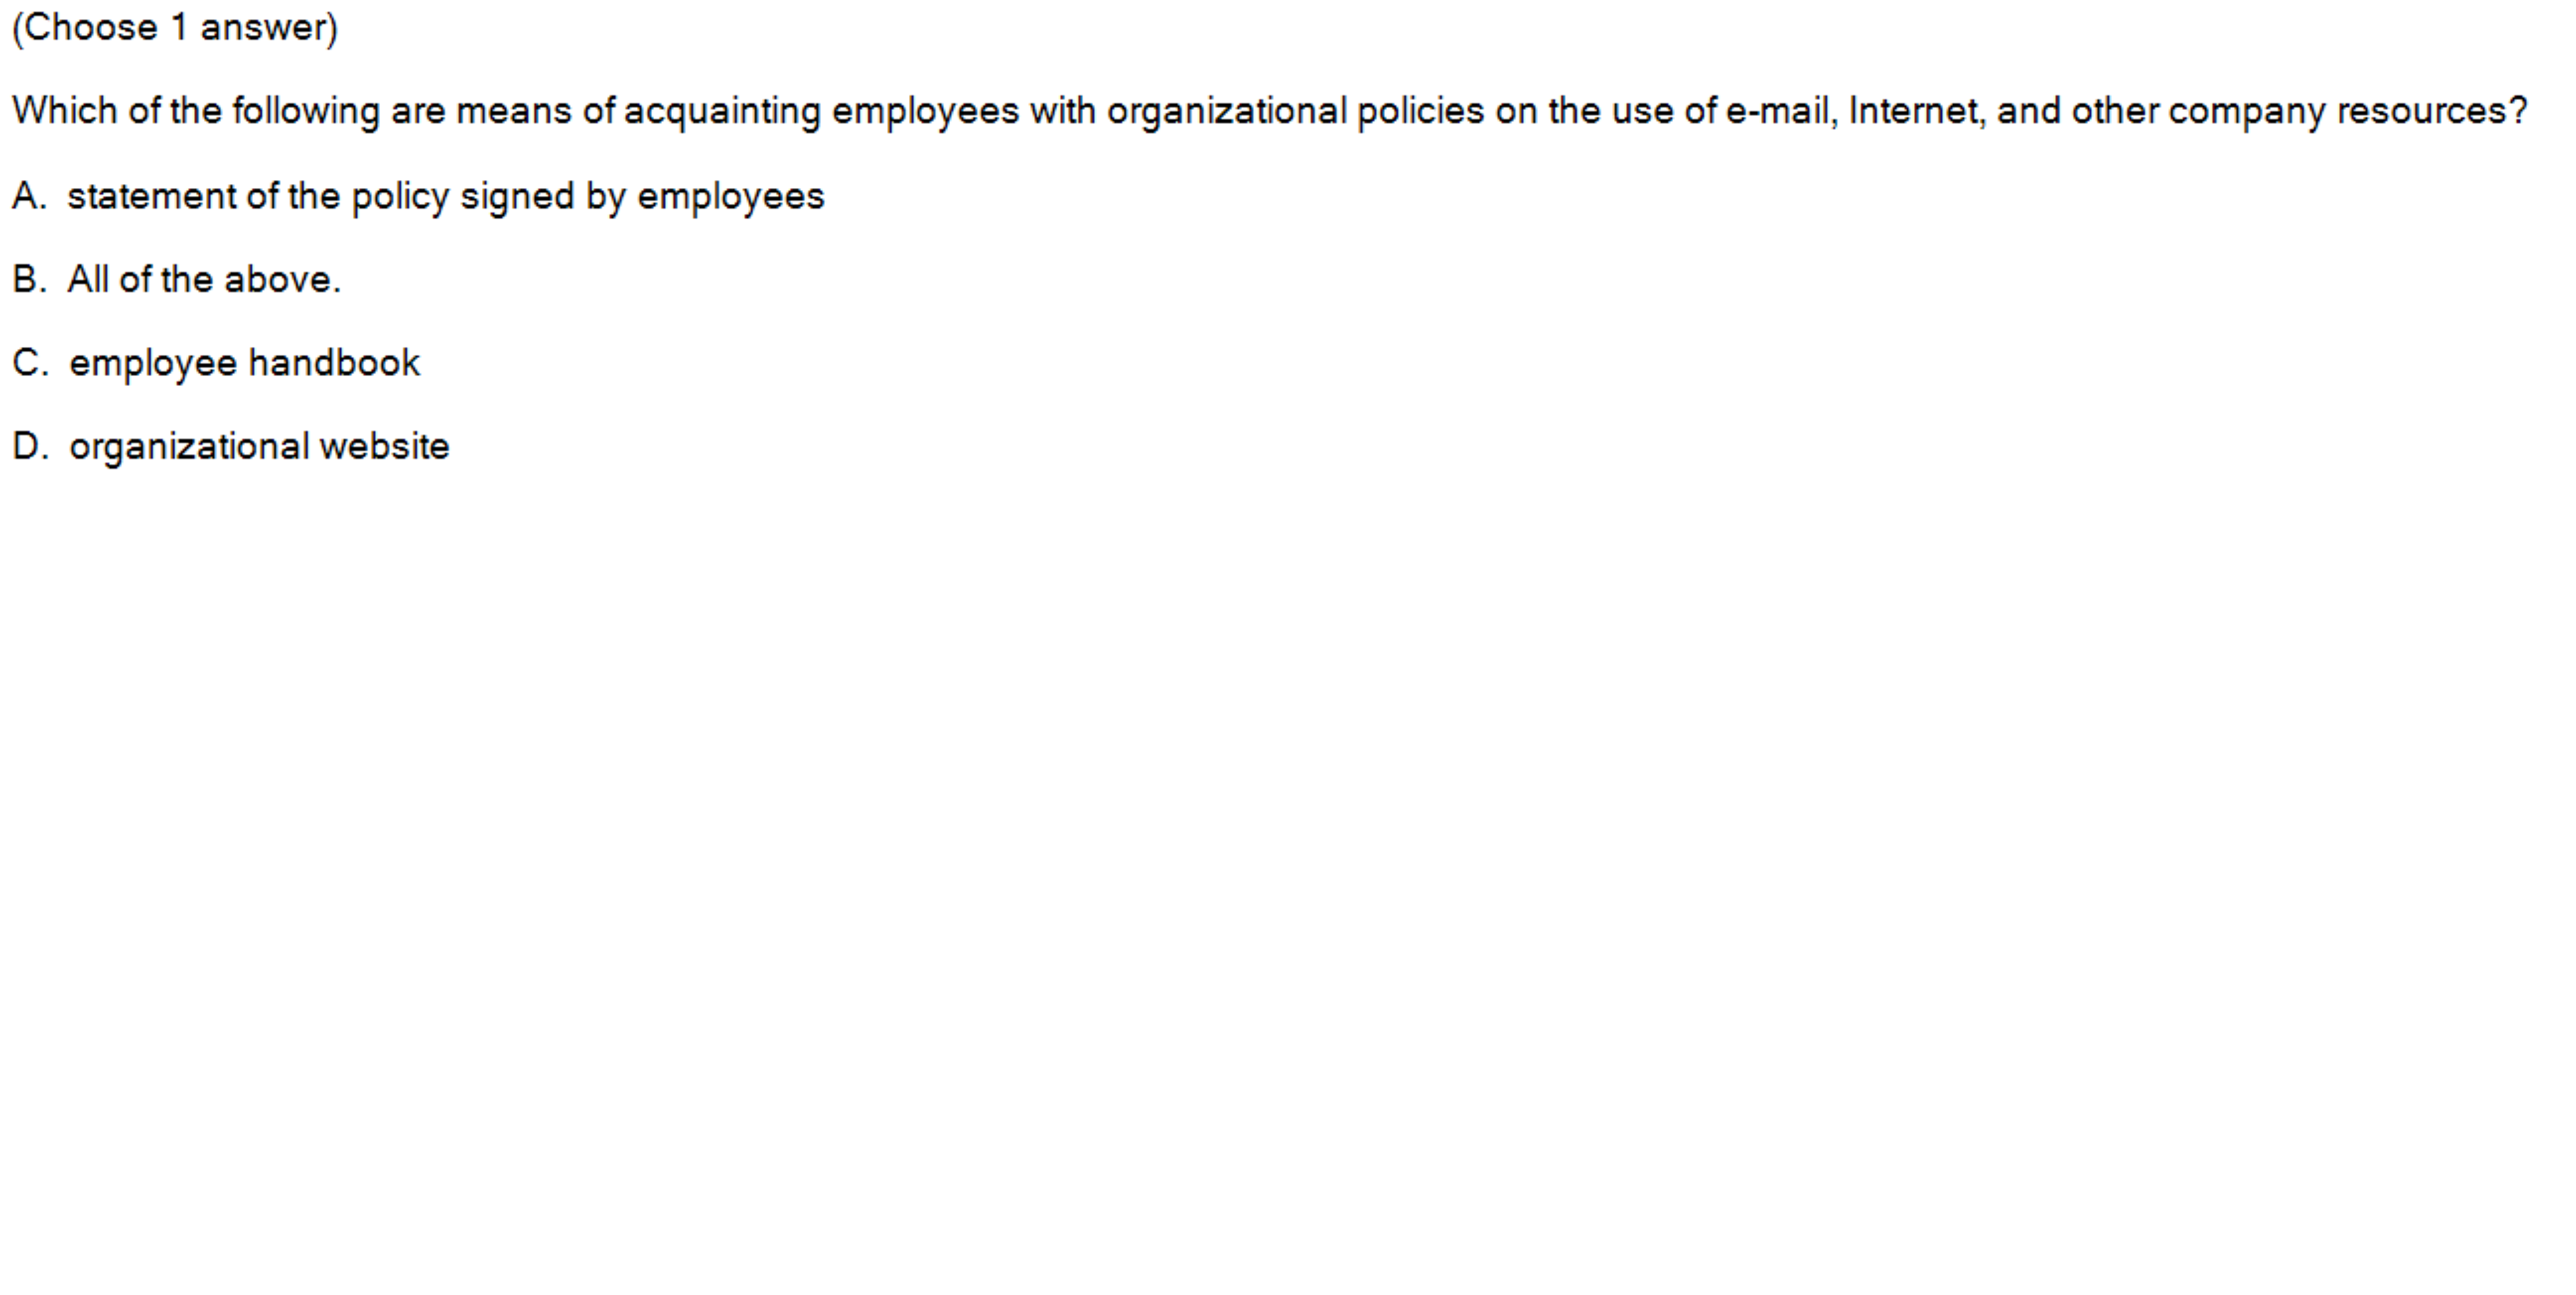 (Choose 1 answer)
Which of the following are means of acquainting employees with organizational policies on the use of e-mail, Internet, and other company resources?
A. statement of the policy signed by employees
B. All of the above.
C. employee handbook
D. organizational website